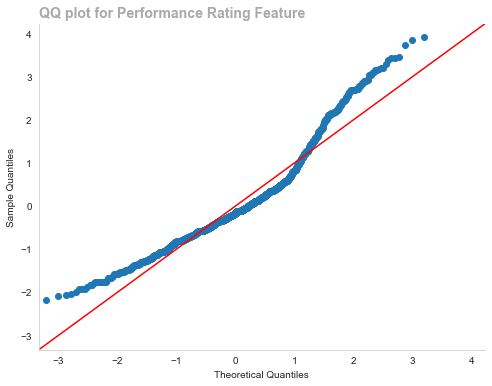 QQ plot for Performance Rating Feature
4
3
2
1
0
−1
−2
−3
Sample Quantiles
−3 −2 −1 0 1 2 3 4
Theoretical Quantiles